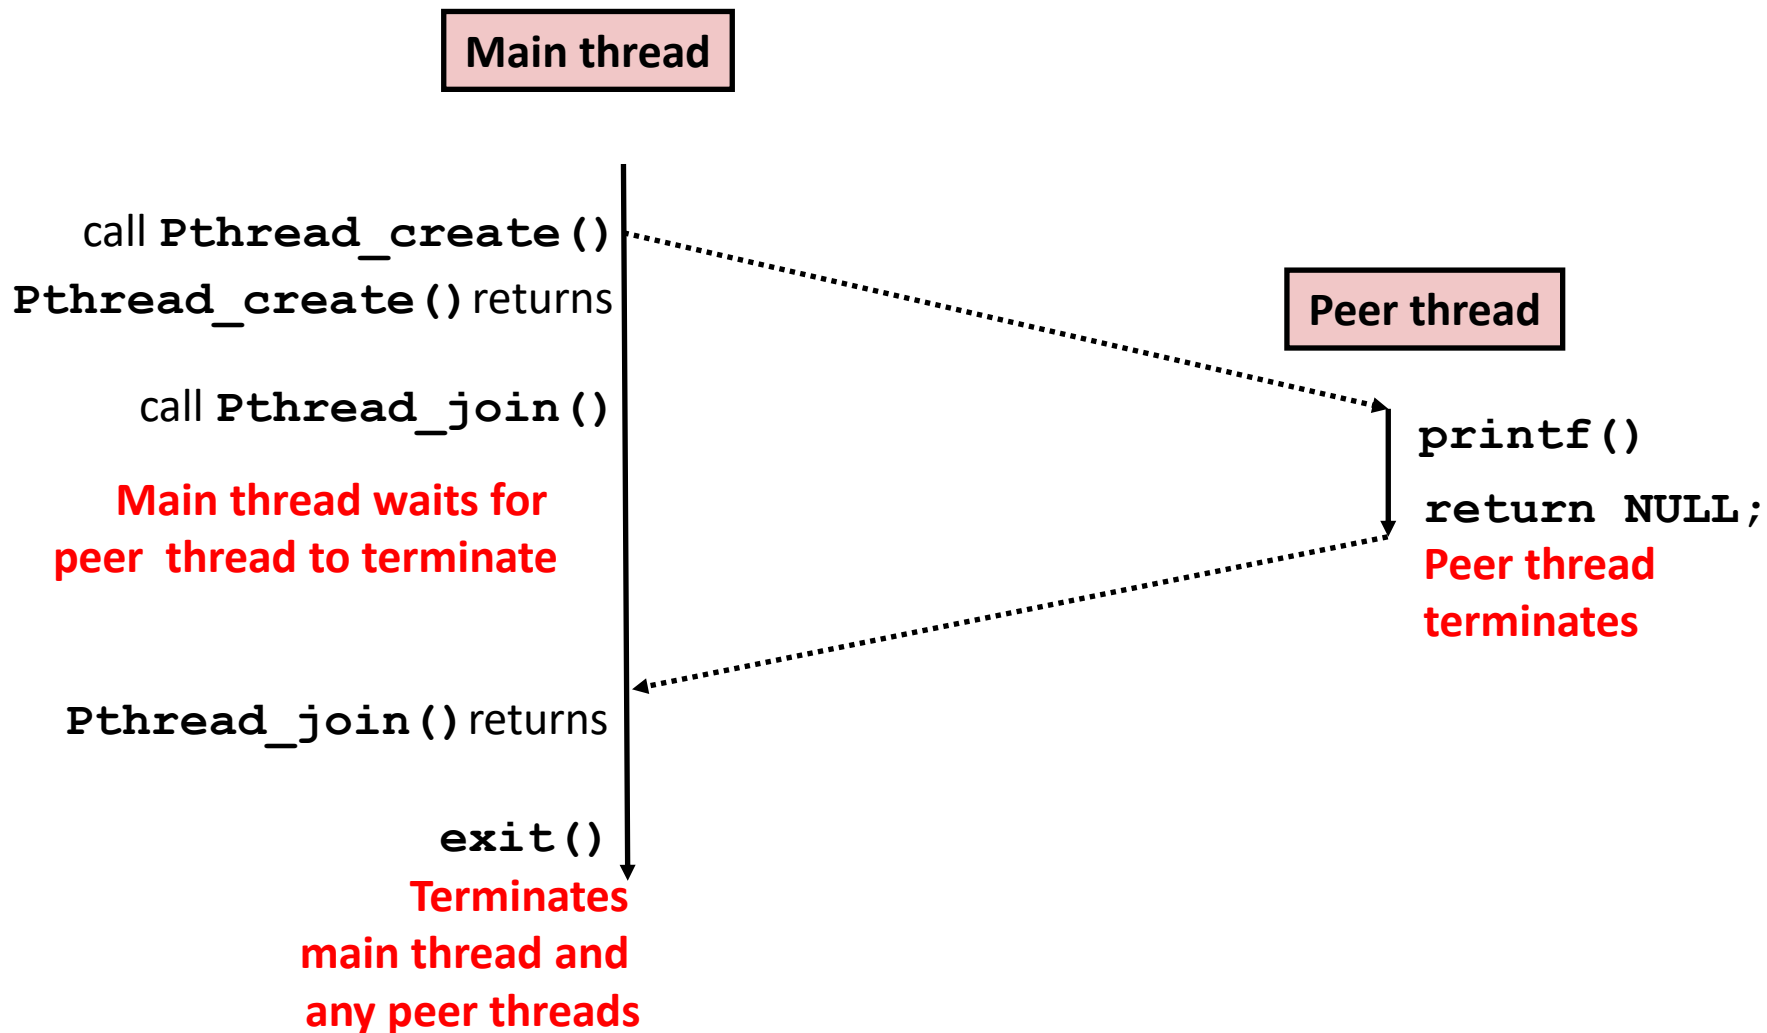 Main thread
call Pthread_create()
Pthread_create() returns
Peer thread
call Pthread_join()
printf()
Main thread waits for
peer thread to terminate
return NULL;
Peer thread
terminates
Pthread_join() returns
exit()
Terminates
main thread and
any peer threads